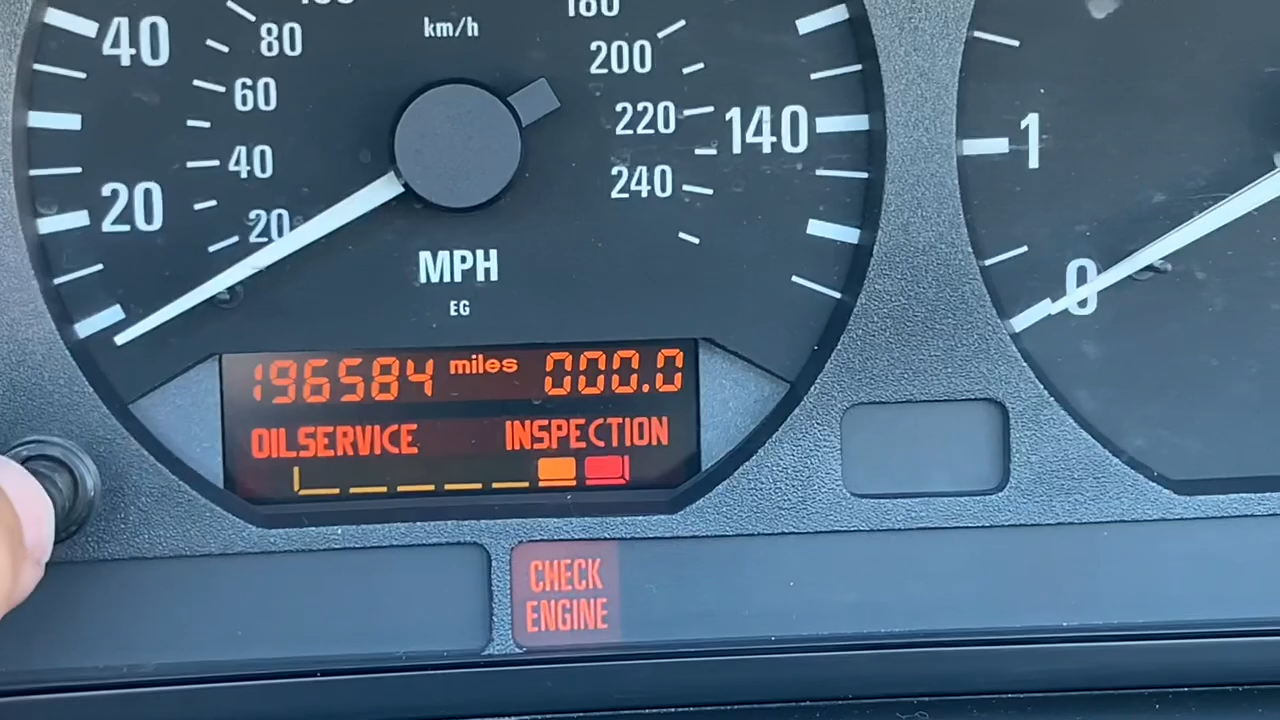 180
km/h
40
80
200
60
220
140
1
40
240
20
20
MPH
0
EG
196584 miles 000.0
OILSERVICE INSPECTION
CHECK
ENGINE